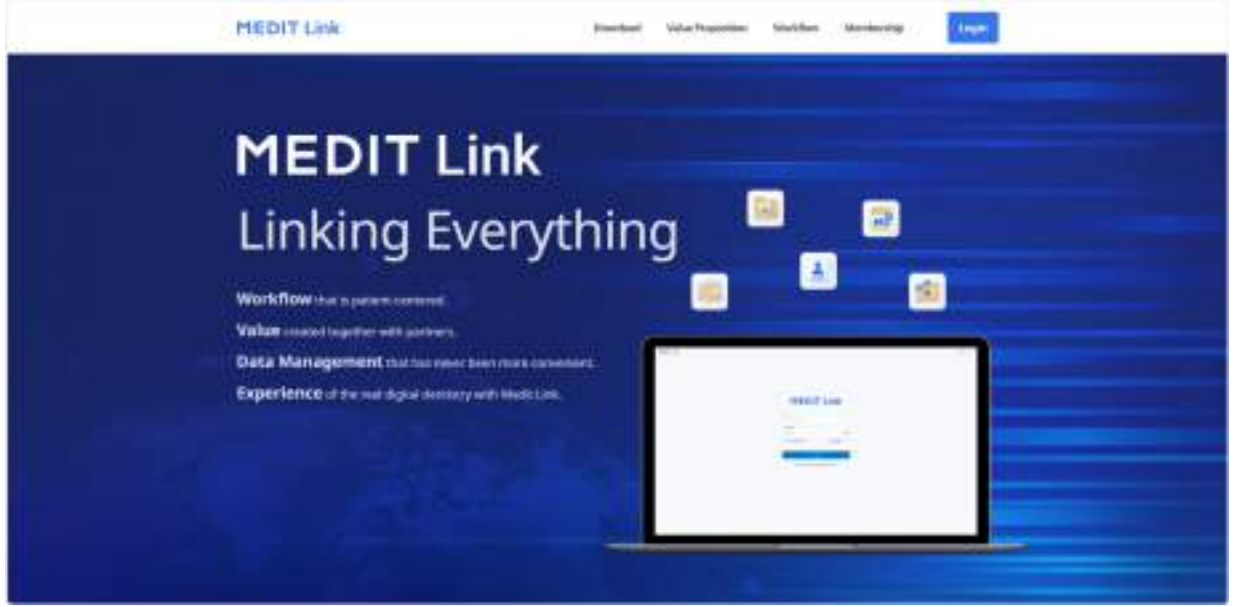 MEDIT Link
Download Value Proposition Workflow Membership Login
MEDIT Link
Linking Everything
Workflow that is patient-centered.
Value created together with partners.
Data Management that has never been more convenient.
Experience of the real digital dentistry with Medit Link.
MEDIT Link